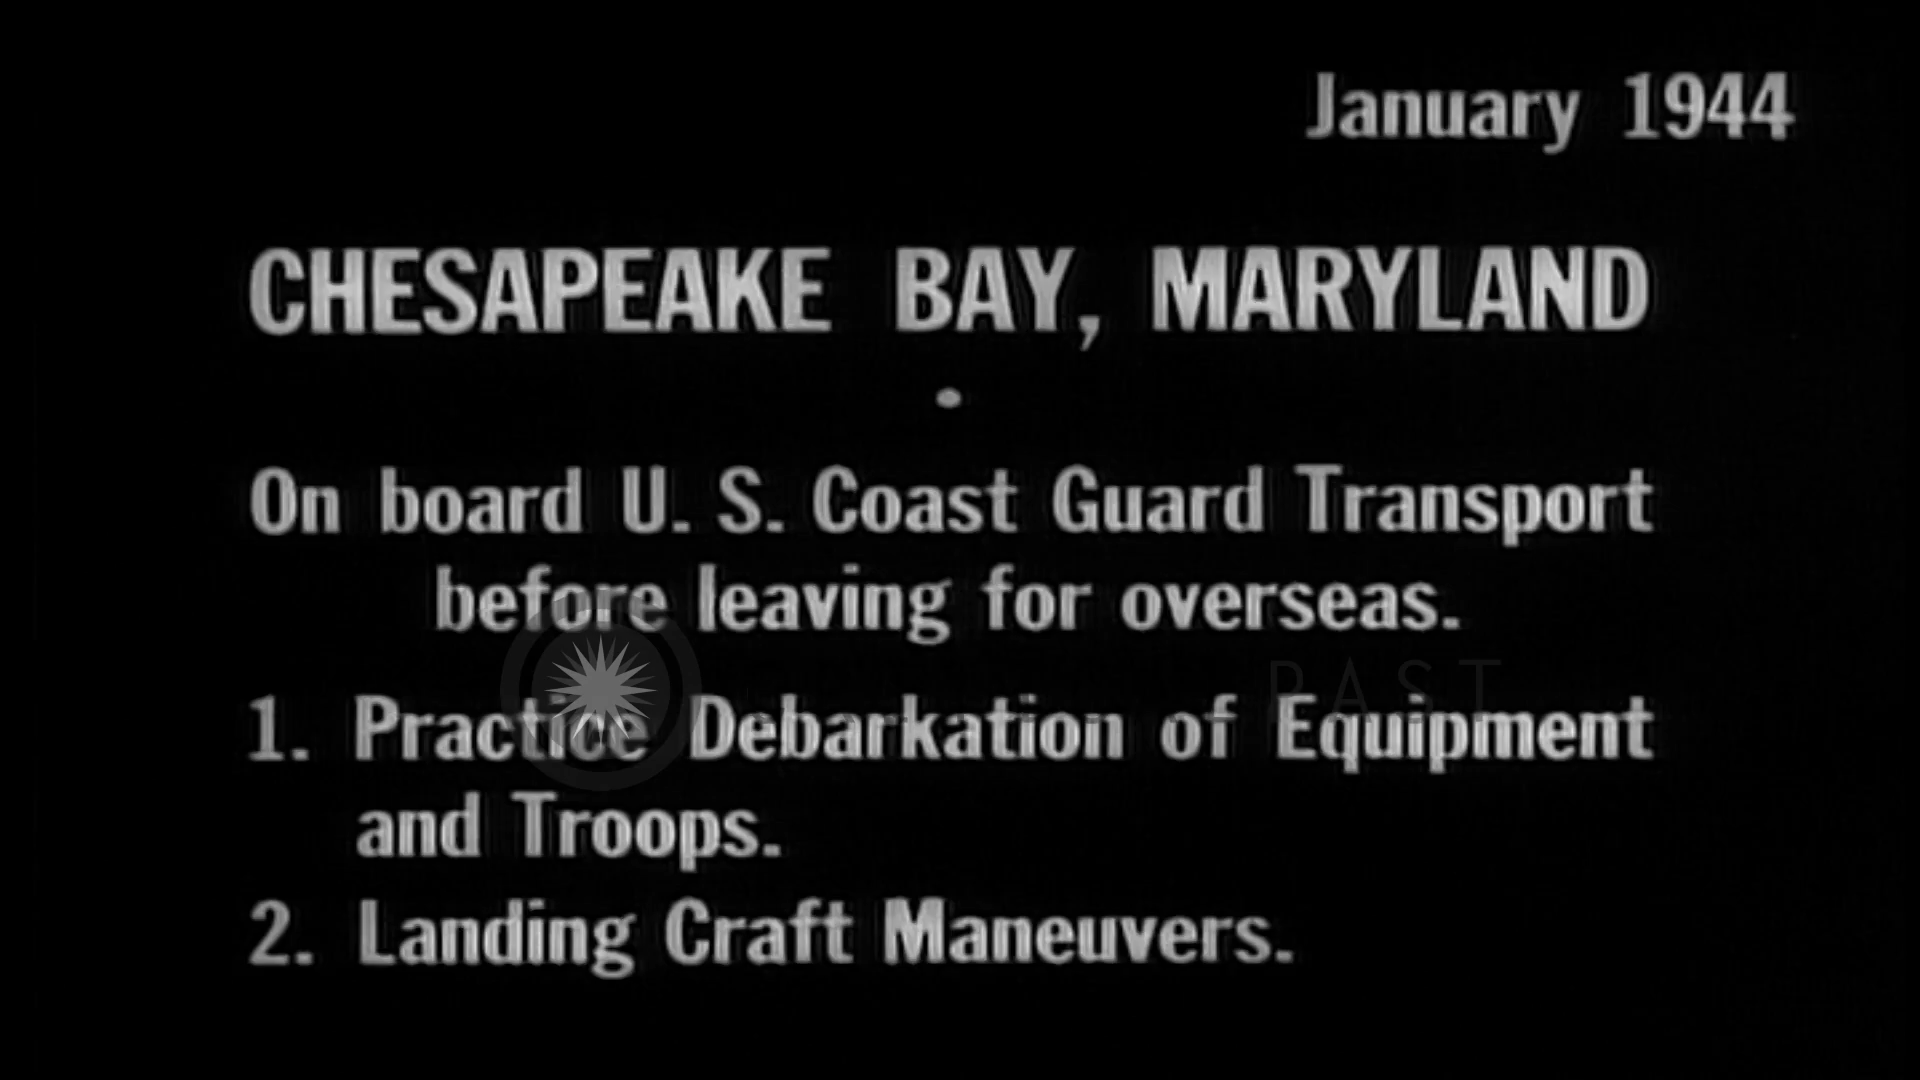 January 1944
CHESAPEAKE BAY, MARYLAND
On board U. S. Coast Guard Transport
before leaving for overseas.
1. Practice Debarkation of Equipment
and Troops.
2. Landing Craft Maneuvers.
PAST